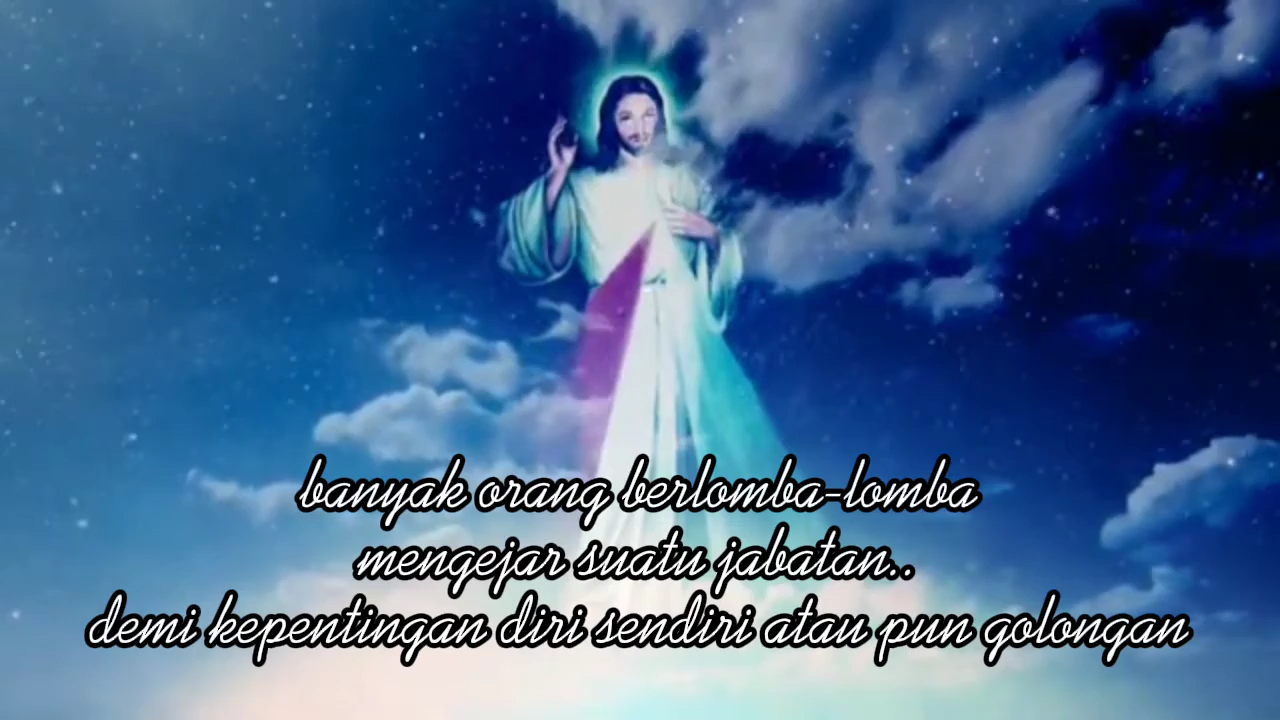 banyak orang berlomba-lomba
mengejar suatu jabatan..
demi kepentingan diri sendiri atau pun golongan